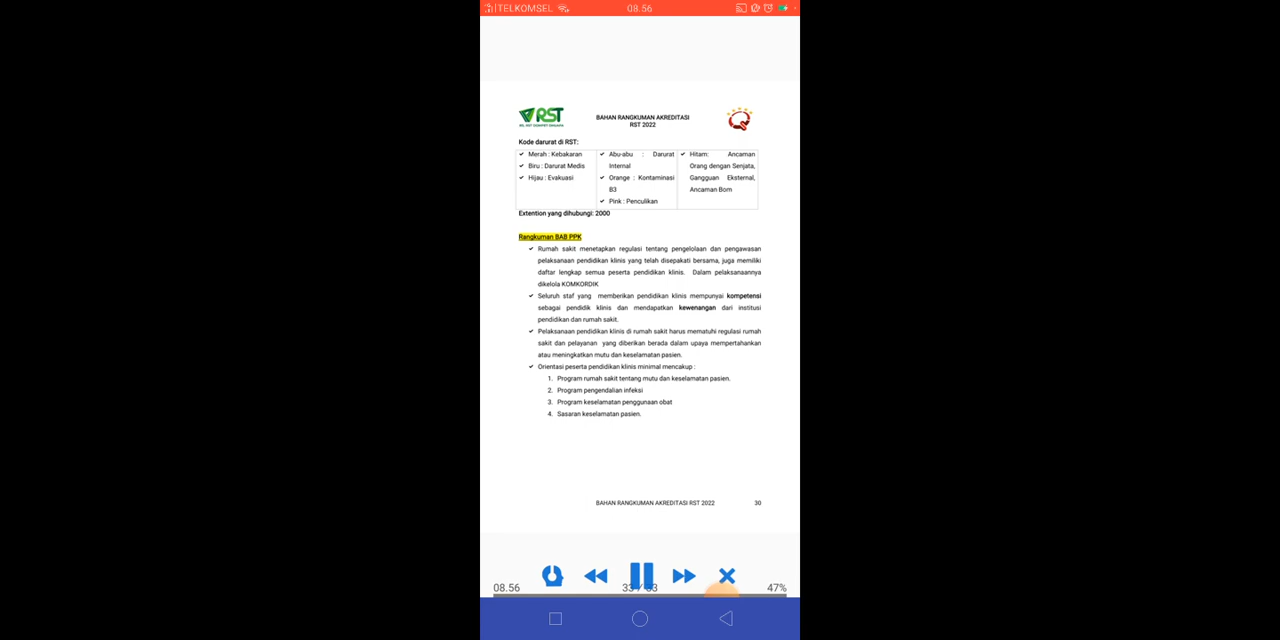 TELKOMSEL 08.56
RST
BAHAN RANGKUMAN AKREDITASI
RST 2022
Kode darurat di RST:
✓ Merah : Kebakaran
✓ Biru : Darurat Medis
✓ Hijau : Evakuasi
✓ Abu-abu : Darurat
Internal
✓ Orange : Kontaminasi
B3
✓ Pink : Penculikan
✓ Hitam: Ancaman
Orang dengan Senjata,
Gangguan Eksternal,
Ancaman Bom
Extention yang dihubungi: 2000
Rangkuman BAB PPK
✓ Rumah sakit menetapkan regulasi tentang pengelolaan dan pengawasan
pelaksanaan pendidikan klinis yang telah disepakati bersama, juga memiliki
daftar lengkap semua peserta pendidikan klinis. Dalam pelaksanaannya
dikelola KOMKORDIK
✓ Seluruh staf yang memberikan pendidikan klinis mempunyai kompetensi
sebagai pendidik klinis dan mendapatkan kewenangan dari institusi
pendidikan dan rumah sakit.
✓ Pelaksanaan pendidikan klinis di rumah sakit harus mematuhi regulasi rumah
sakit dan pelayanan yang diberikan berada dalam upaya mempertahankan
atau meningkatkan mutu dan keselamatan pasien.
✓ Orientasi peserta pendidikan klinis minimal mencakup :
1. Program rumah sakit tentang mutu dan keselamatan pasien.
2. Program pengendalian infeksi
3. Program keselamatan penggunaan obat
4. Sasaran keselamatan pasien.
BAHAN RANGKUMAN AKREDITASI RST 2022 30
08.56 33 / 33 47%